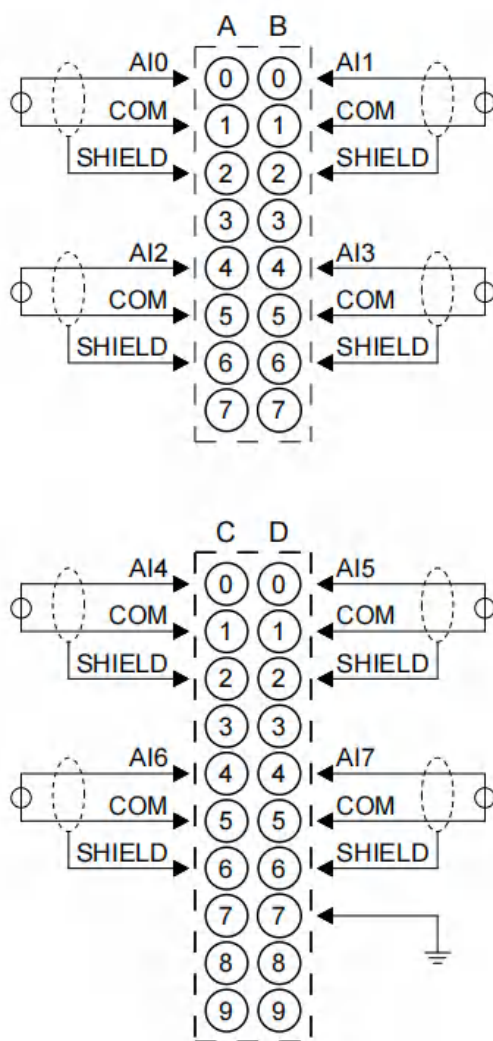 A B
AI0 0 0 AI1
COM 1 1 COM
SHIELD 2 2 SHIELD
3 3
AI2 4 4 AI3
COM 5 5 COM
SHIELD 6 6 SHIELD
7 7
C D
AI4 0 0 AI5
COM 1 1 COM
SHIELD 2 2 SHIELD
3 3
AI6 4 4 AI7
COM 5 5 COM
SHIELD 6 6 SHIELD
7 7
8 8
9 9